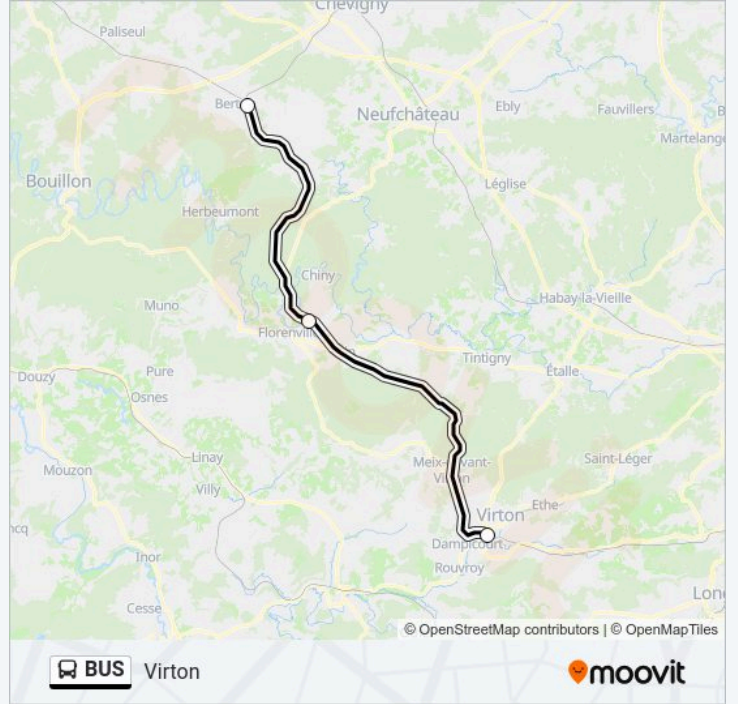 Chevigny
Paliseul
Bert
Neufchâteau
Ebly
Fauvillers
Martelange
Bouillon
Léglise
Herbeumont
Chiny
Habay-la-Vieille
Muno
Florenville
Tintigny
Étalle
Douzy
Pure
Osnes
Linay
Meix-devant-
Virton
Saint-Léger
Mouzon
Villy
Ethe
Virton
ncq
Dampicourt
Inor
Rouvroy
Cesse
Lon
© OpenStreetMap contributors | © OpenMapTiles
BUS Virton
moovit